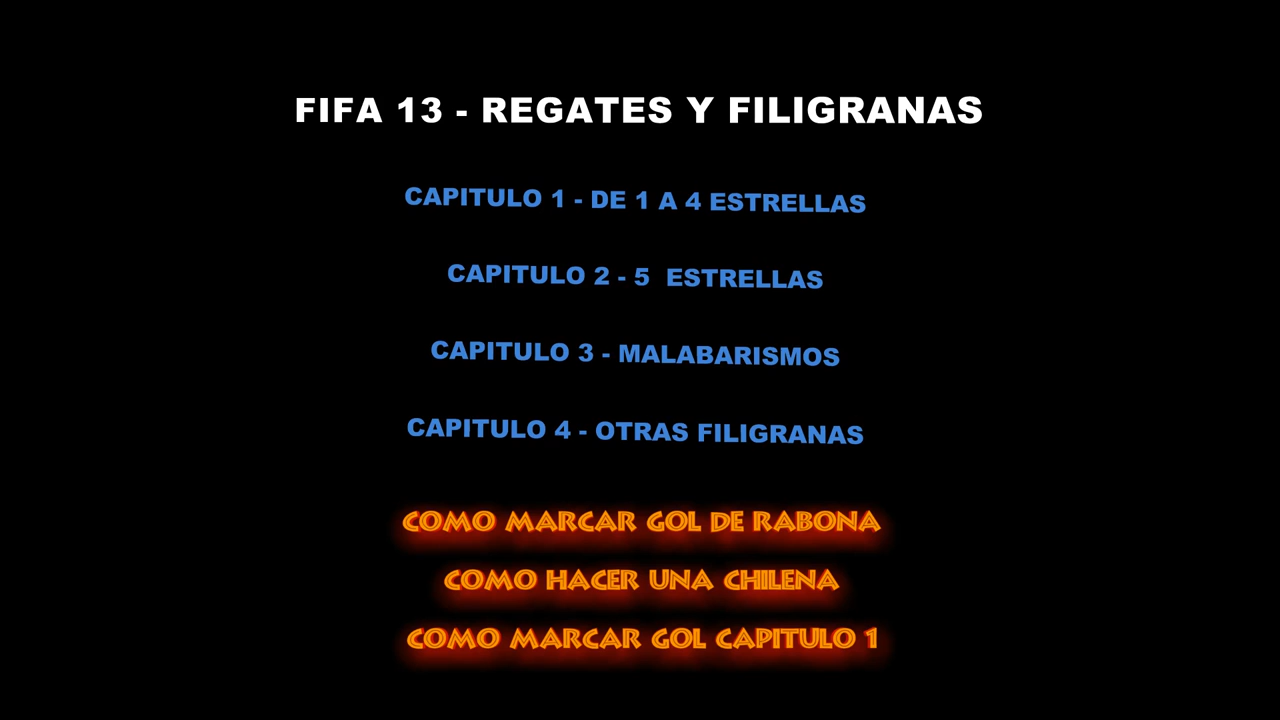 FIFA 13 - REGATES Y FILIGRANAS
CAPITULO 1 - DE 1 A 4 ESTRELLAS
CAPITULO 2 - 5 ESTRELLAS
CAPITULO 3 - MALABARISMOS
CAPITULO 4 - OTRAS FILIGRANAS
COMO MARCAR GOL DE RABONA
COMO HACER UNA CHILENA
COMO MARCAR GOL CAPITULO 1